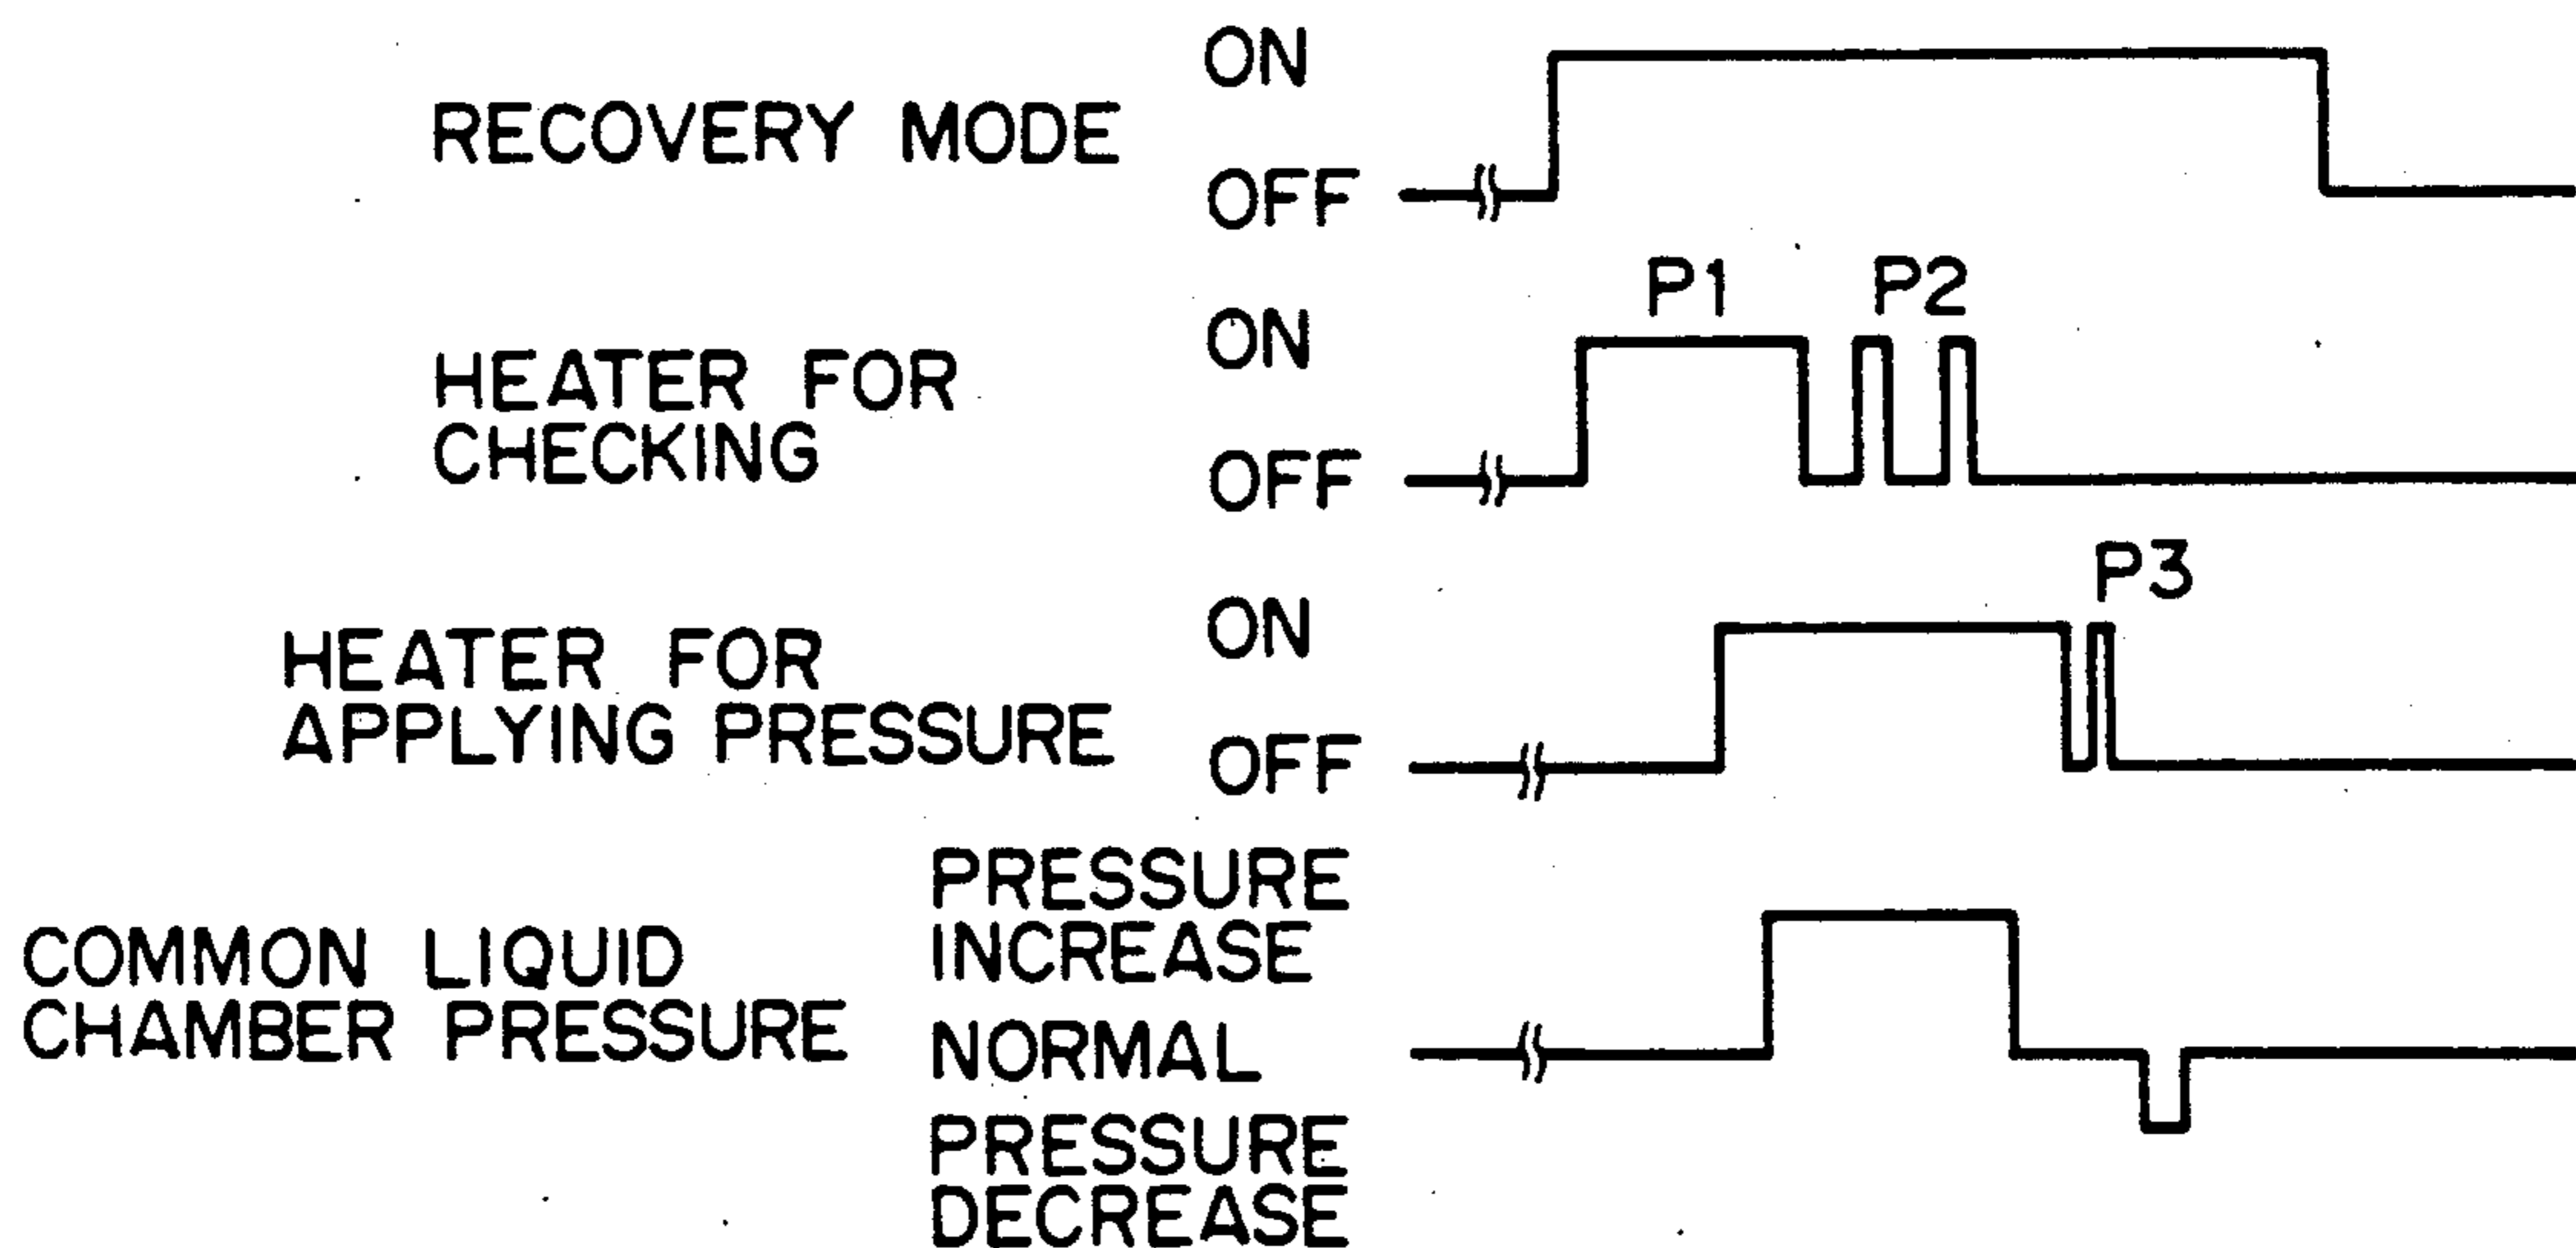 ON
RECOVERY MODE
OFF
P1 P2
ON
HEATER FOR
CHECKING
OFF
P3
ON
HEATER FOR
APPLYING PRESSURE
OFF
PRESSURE
INCREASE
COMMON LIQUID
CHAMBER PRESSURE
NORMAL
PRESSURE
DECREASE